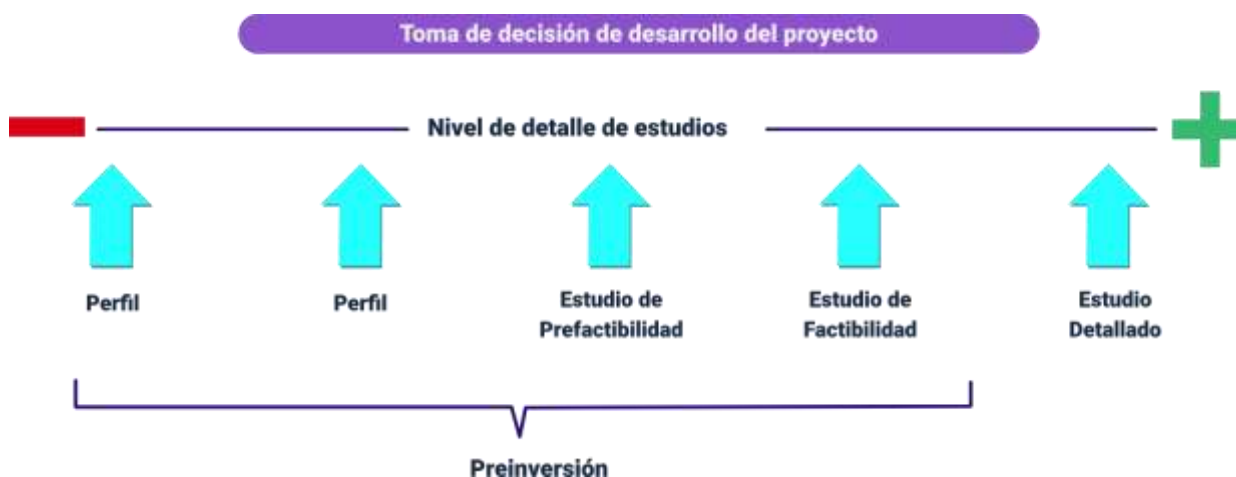 Toma de decisión de desarrollo del proyecto
Nivel de detalle de estudios
Perfil
Perfil
Estudio de
Prefactibilidad
Estudio de
Factibilidad
Estudio
Detallado
Preinversión